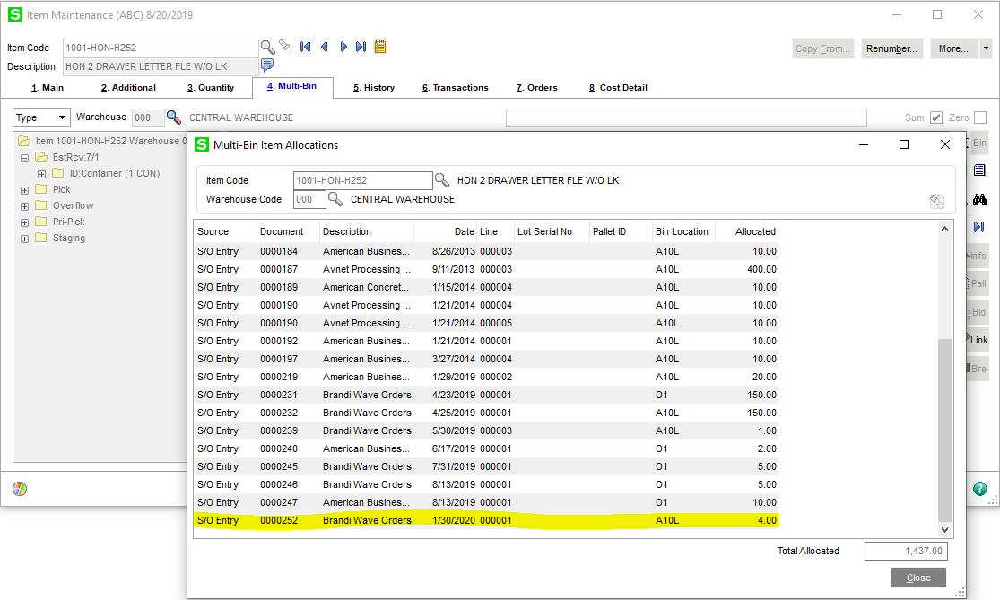 S Item Maintenance (ABC) 8/20/2019
Item Code 1001-HON-H252 Copy From... Renumber... More...
Description HON 2 DRAWER LETTER FLE W/O LK
1. Main 2. Additional 3. Quantity 4. Multi-Bin 5. History 6. Transactions 7. Orders 8. Cost Detail
Type Warehouse 000 CENTRAL WAREHOUSE Sum Zero
Item 1001-HON-H252 Warehouse 0
EstRcv:7/1
ID:Container (1 CON)
Pick
Overflow
Pri-Pick
Staging
Bin
Info
Pall
Bld
Link
Bre
S Multi-Bin Item Allocations
Item Code 1001-HON-H252 HON 2 DRAWER LETTER FLE W/O LK
Warehouse Code 000 CENTRAL WAREHOUSE
Source Document Description Date Line Lot Serial No Pallet ID Bin Location Allocated
S/O Entry 0000184 American Busines... 8/26/2013 000003 A10L 10.00
S/O Entry 0000187 Avnet Processing ... 9/11/2013 000003 A10L 400.00
S/O Entry 0000189 American Concret... 1/15/2014 000004 A10L 10.00
S/O Entry 0000190 Avnet Processing ... 1/21/2014 000004 A10L 10.00
S/O Entry 0000190 Avnet Processing ... 1/21/2014 000005 A10L 10.00
S/O Entry 0000192 American Busines... 1/21/2014 000001 A10L 10.00
S/O Entry 0000197 American Busines... 3/27/2014 000004 A10L 10.00
S/O Entry 0000219 American Busines... 1/29/2019 000002 A10L 20.00
S/O Entry 0000231 Brandi Wave Orders 4/23/2019 000001 O1 150.00
S/O Entry 0000232 Brandi Wave Orders 4/25/2019 000001 A10L 150.00
S/O Entry 0000239 Brandi Wave Orders 5/30/2019 000003 A10L 1.00
S/O Entry 0000240 American Busines... 6/17/2019 000001 O1 2.00
S/O Entry 0000245 Brandi Wave Orders 7/31/2019 000001 O1 5.00
S/O Entry 0000246 Brandi Wave Orders 8/13/2019 000001 O1 5.00
S/O Entry 0000247 American Busines... 8/13/2019 000001 O1 10.00
S/O Entry 0000252 Brandi Wave Orders 1/30/2020 000001 A10L 4.00
Total Allocated 1,437.00
Close